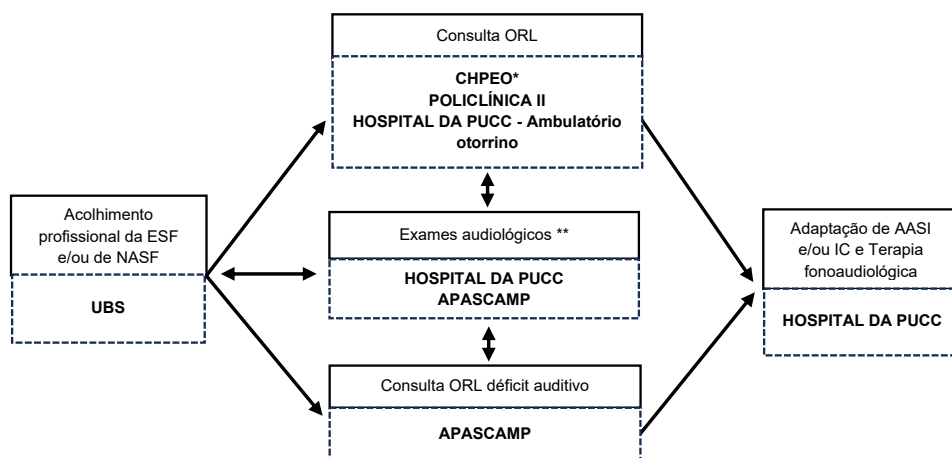 Consulta ORL
CHPEO*
POLICLÍNICA II
HOSPITAL DA PUCC - Ambulatório
otorrino
Acolhimento
profissional da ESF
e/ou de NASF
UBS
Exames audiológicos **
HOSPITAL DA PUCC
APASCAMP
Consulta ORL déficit auditivo
APASCAMP
Adaptação de AASI
e/ou IC e Terapia
fonoaudiológica
HOSPITAL DA PUCC